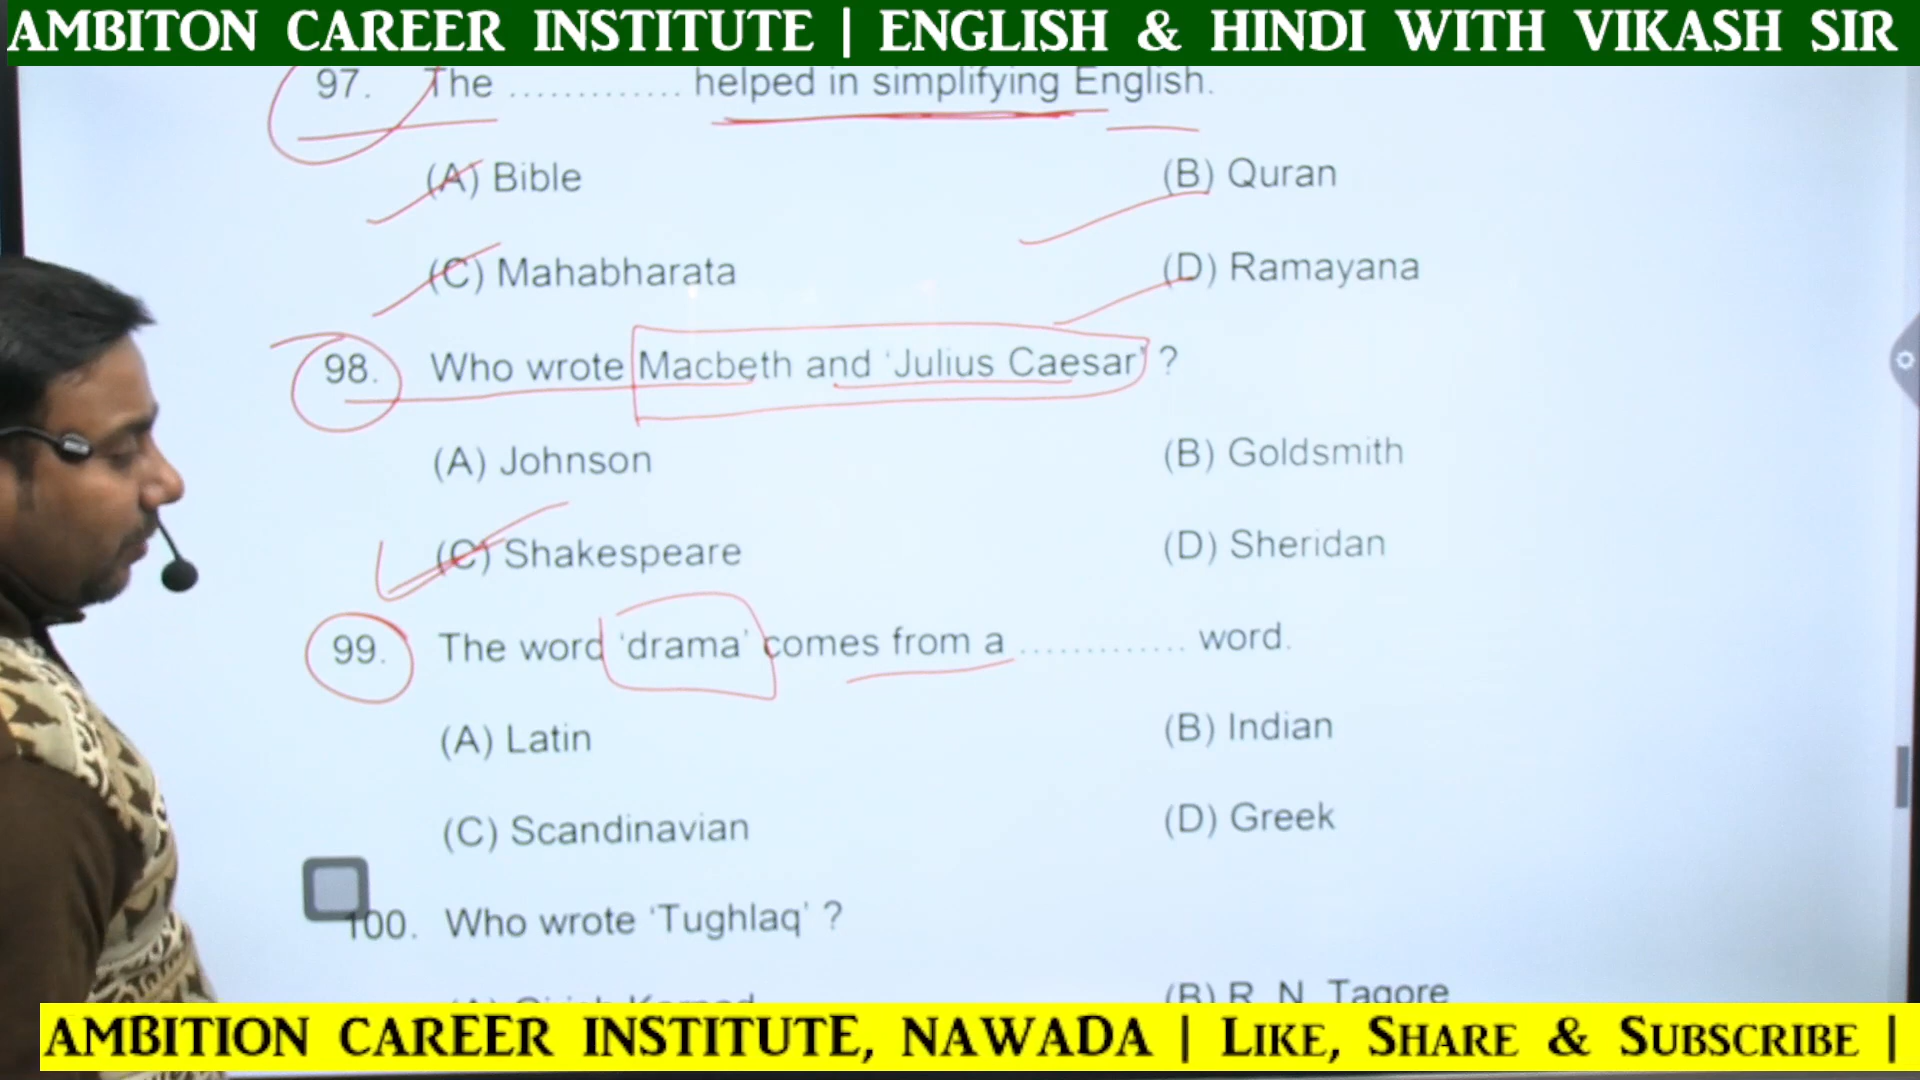 AMBITON CAREER INSTITUTE | ENGLISH & HINDI WITH VIKASH SIR
97. The ............. helped in simplifying English.
(A) Bible (B) Quran
(C) Mahabharata (D) Ramayana
98. Who wrote Macbeth and 'Julius Caesar' ?
(A) Johnson (B) Goldsmith
(C) Shakespeare (D) Sheridan
99. The word 'drama' comes from a ............. word.
(A) Latin (B) Indian
(C) Scandinavian (D) Greek
100. Who wrote 'Tughlaq' ?
(A) Girish Karnad (B) R. N. Tagore
AMBITION CAREER INSTITUTE, NAWADA | LIKE, SHARE & SUBSCRIBE |